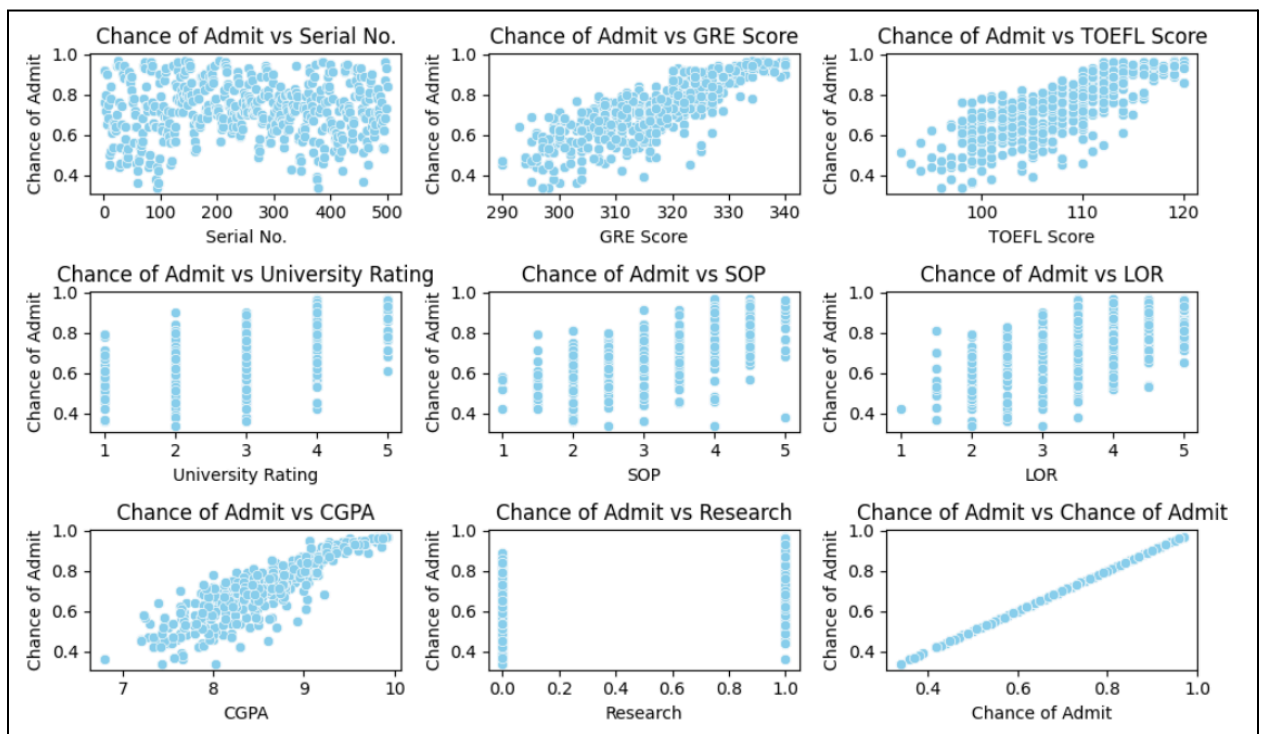 Chance of Admit vs Serial No.
Chance of Admit
1.0
0.8
0.6
0.4
0 100 200 300 400 500
Serial No.
Chance of Admit vs GRE Score
Chance of Admit
1.0
0.8
0.6
0.4
290 300 310 320 330 340
GRE Score
Chance of Admit vs TOEFL Score
Chance of Admit
1.0
0.8
0.6
0.4
100 110 120
TOEFL Score
Chance of Admit vs University Rating
Chance of Admit
1.0
0.8
0.6
0.4
1 2 3 4 5
University Rating
Chance of Admit vs SOP
Chance of Admit
1.0
0.8
0.6
0.4
1 2 3 4 5
SOP
Chance of Admit vs LOR
Chance of Admit
1.0
0.8
0.6
0.4
1 2 3 4 5
LOR
Chance of Admit vs CGPA
Chance of Admit
1.0
0.8
0.6
0.4
7 8 9 10
CGPA
Chance of Admit vs Research
Chance of Admit
1.0
0.8
0.6
0.4
0.0 0.2 0.4 0.6 0.8 1.0
Research
Chance of Admit vs Chance of Admit
Chance of Admit
1.0
0.8
0.6
0.4
0.4 0.6 0.8 1.0
Chance of Admit